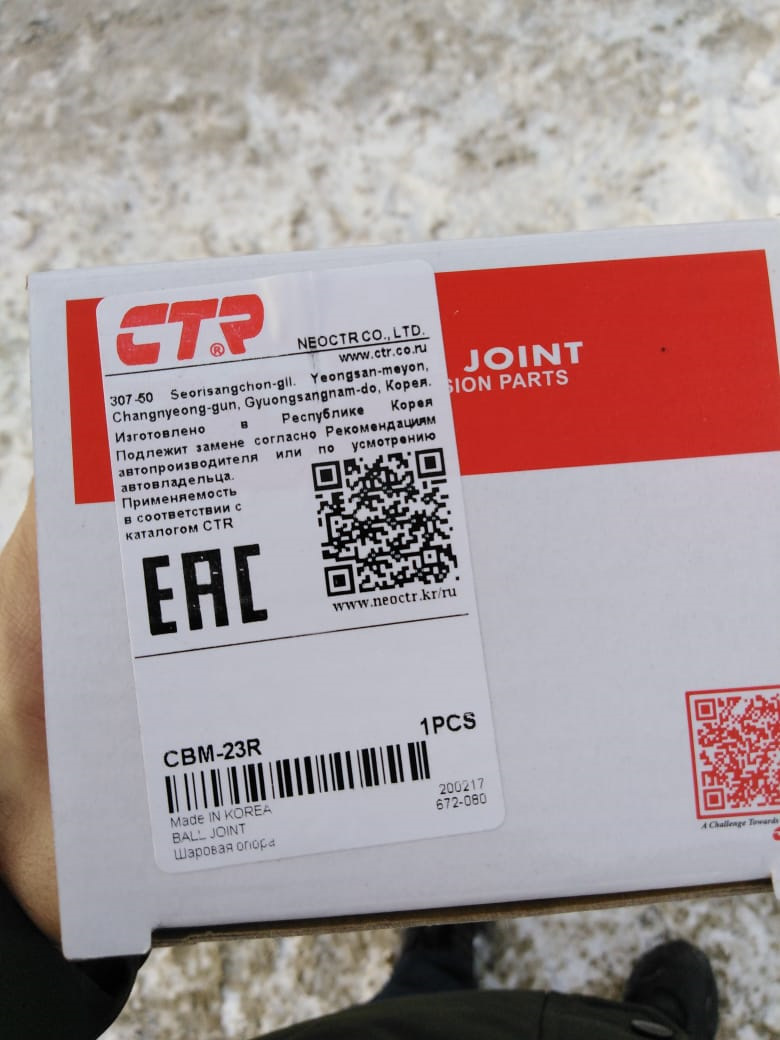 CTR®
NEOCTR CO., LTD.
www.ctr.co.ru
307-50 Seorisangchon-gil. Yeongsan-meyon,
Changnyeong-gun, Gyuongsangnam-do, Корея.
Изготовлено в Республике Корея
Подлежит замене согласно Рекомендациям
автопроизводителя или по усмотрению
автовладельца.
Применяемость
в соответствии с
каталогом CTR
EAC
www.neoctr.kr/ru
JOINT
SION PARTS
CBM-23R 1PCS
200217
672-080
Made IN KOREA
BALL JOINT
Шаровая опора
A Challenge Towards